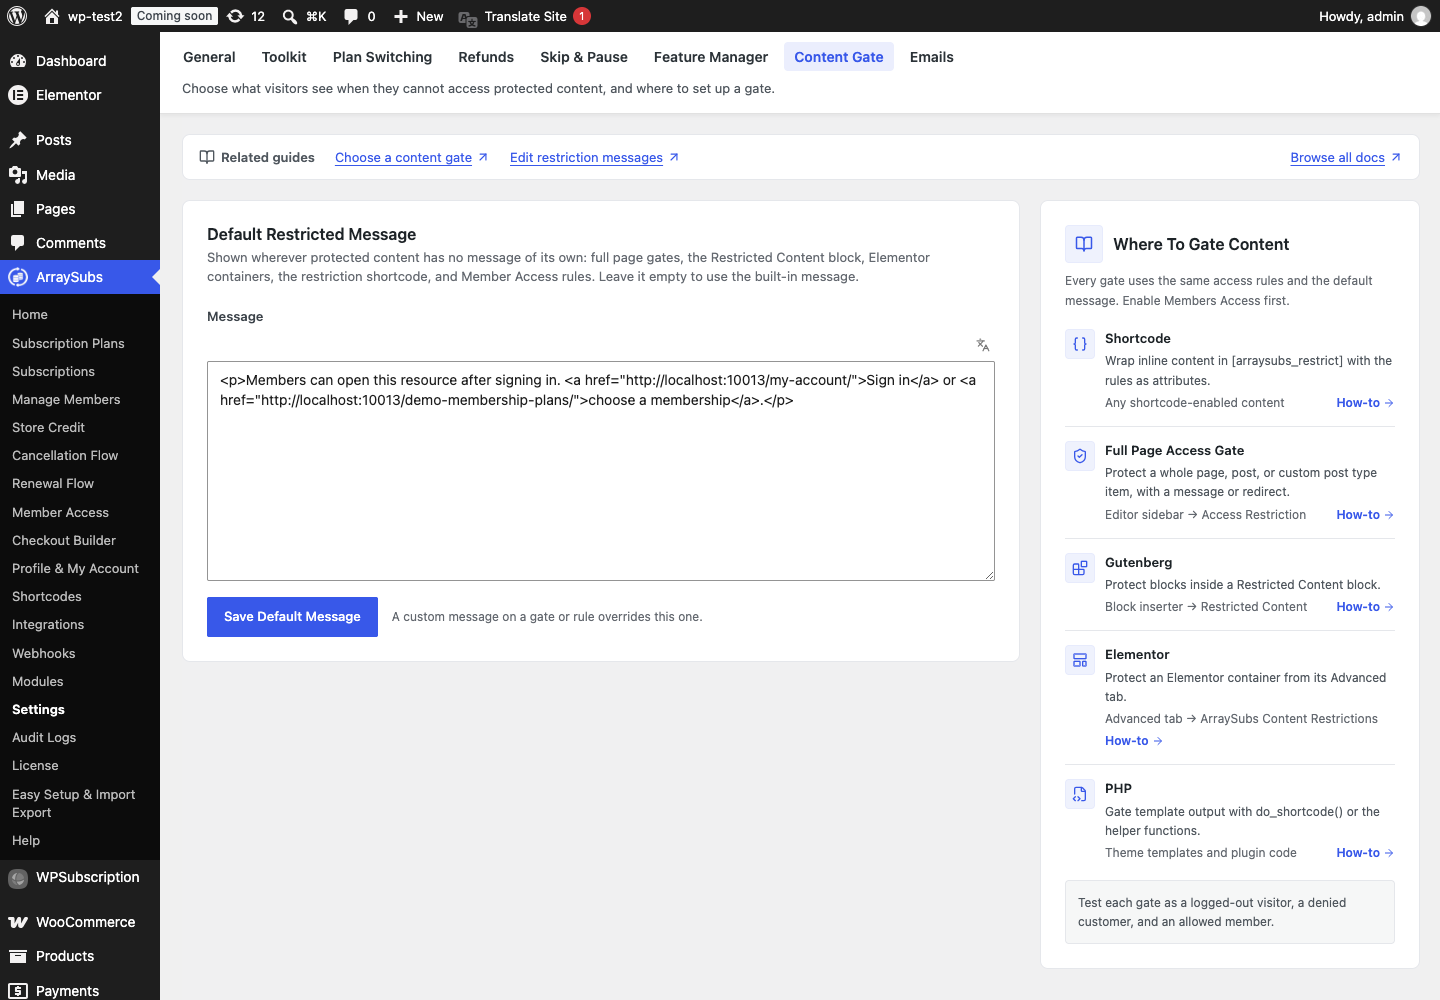 wp-test2
Coming soon
12
⌘K
0
New
Translate Site
1
Howdy, admin
Dashboard
Elementor
Posts
Media
Pages
Comments
ArraySubs
Home
Subscription Plans
Subscriptions
Manage Members
Store Credit
Cancellation Flow
Renewal Flow
Member Access
Checkout Builder
Profile & My Account
Shortcodes
Integrations
Webhooks
Modules
Settings
Audit Logs
License
Easy Setup & Import
Export
Help
WPSubscription
WooCommerce
Products
Payments
General
Toolkit
Plan Switching
Refunds
Skip & Pause
Feature Manager
Content Gate
Emails
Choose what visitors see when they cannot access protected content, and where to set up a gate.
Related guides
Choose a content gate
Edit restriction messages
Browse all docs
Default Restricted Message
Shown wherever protected content has no message of its own: full page gates, the Restricted Content block, Elementor
containers, the restriction shortcode, and Member Access rules. Leave it empty to use the built-in message.
Message
<p>Members can open this resource after signing in. <a href="http://localhost:10013/my-account/">Sign in</a> or <a
href="http://localhost:10013/demo-membership-plans/">choose a membership</a>.</p>
Save Default Message
A custom message on a gate or rule overrides this one.
Where To Gate Content
Every gate uses the same access rules and the default
message. Enable Members Access first.
Shortcode
Wrap inline content in [arraysubs_restrict] with the
rules as attributes.
Any shortcode-enabled content
How-to →
Full Page Access Gate
Protect a whole page, post, or custom post type
item, with a message or redirect.
Editor sidebar → Access Restriction
How-to →
Gutenberg
Protect blocks inside a Restricted Content block.
Block inserter → Restricted Content
How-to →
Elementor
Protect an Elementor container from its Advanced
tab.
Advanced tab → ArraySubs Content Restrictions
How-to →
PHP
Gate template output with do_shortcode() or the
helper functions.
Theme templates and plugin code
How-to →
Test each gate as a logged-out visitor, a denied
customer, and an allowed member.